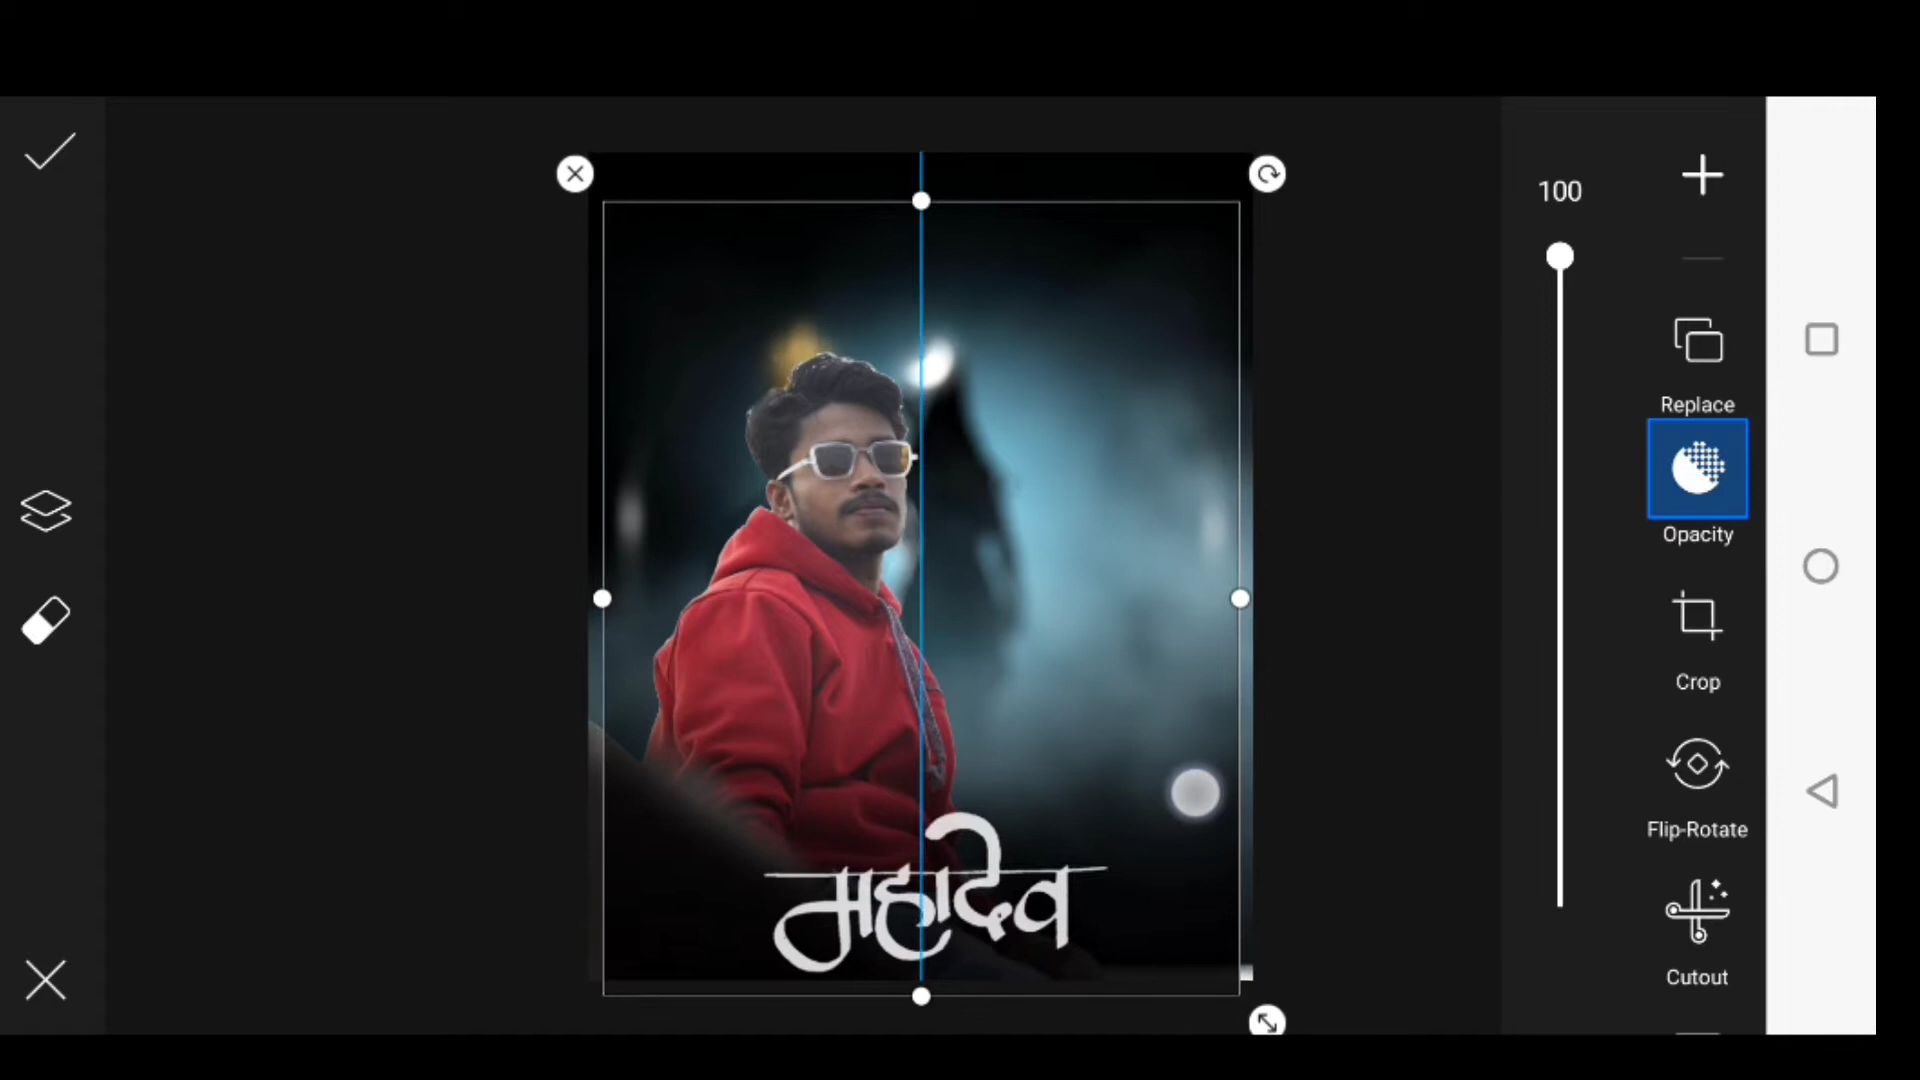 100
Replace
Opacity
Crop
Flip-Rotate
Cutout
महादेव